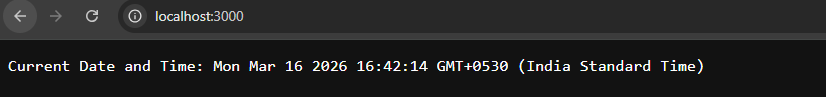 localhost:3000
Current Date and Time: Mon Mar 16 2026 16:42:14 GMT+0530 (India Standard Time)